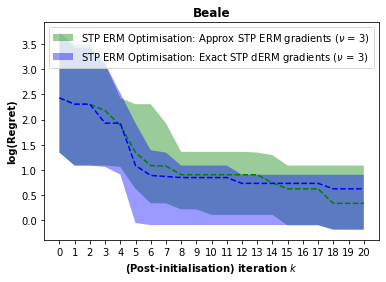 Beale
STP ERM Optimisation: Approx STP ERM gradients (ν = 3)
STP ERM Optimisation: Exact STP dERM gradients (ν = 3)
log(Regret)
3.5
3.0
2.5
2.0
1.5
1.0
0.5
0.0
0 1 2 3 4 5 6 7 8 9 10 11 12 13 14 15 16 17 18 19 20
(Post-initialisation) iteration k